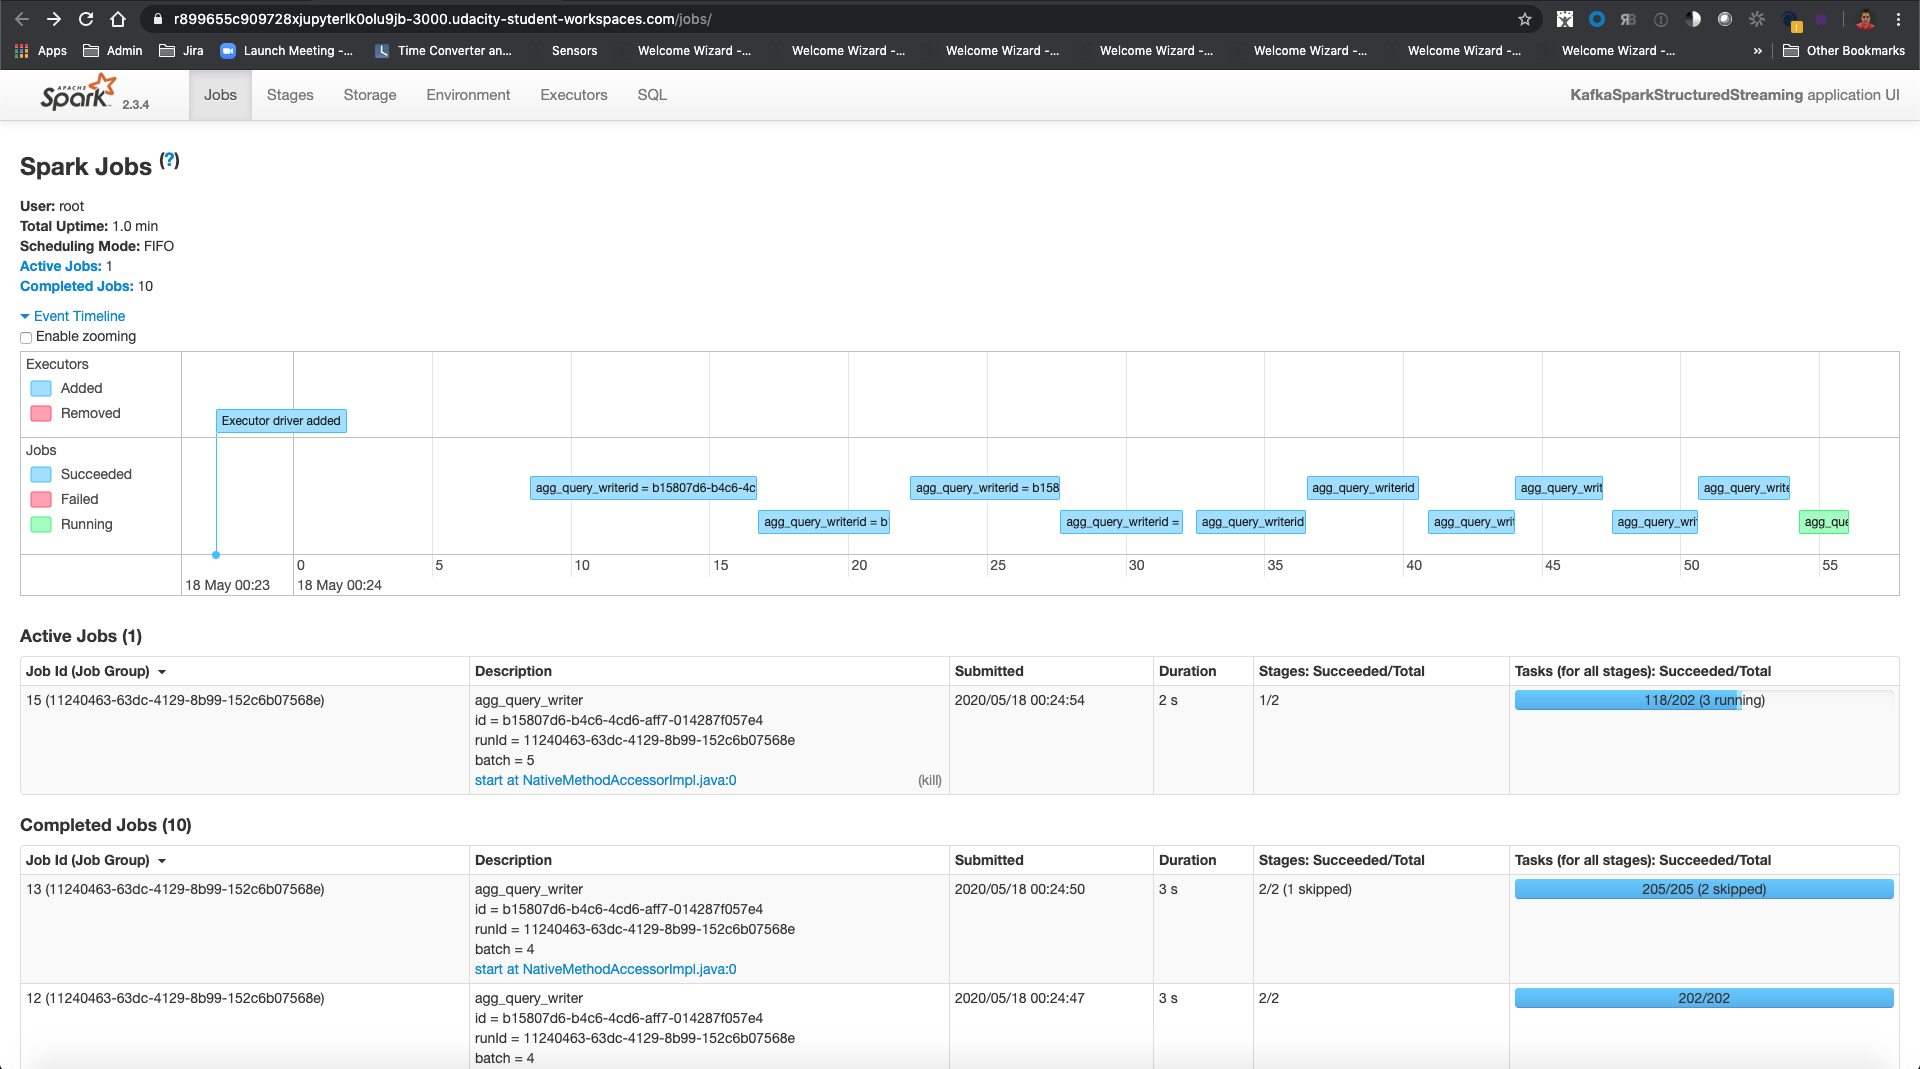 r899655c909728xjupyterlk0olu9jb-3000.udacity-student-workspaces.com/jobs/
Apps Admin Jira Launch Meeting -... Time Converter an... Sensors Welcome Wizard -... Welcome Wizard -... Welcome Wizard -... Welcome Wizard -... Welcome Wizard -... Welcome Wizard -... Welcome Wizard -... » Other Bookmarks
APACHE Spark 2.3.4 Jobs Stages Storage Environment Executors SQL KafkaSparkStructuredStreaming application UI
Spark Jobs (?)
User: root
Total Uptime: 1.0 min
Scheduling Mode: FIFO
Active Jobs: 1
Completed Jobs: 10
Event Timeline
Enable zooming
Executors
Added
Removed
Executor driver added
Jobs
Succeeded
Failed
Running
agg_query_writerid = b15807d6-b4c6-4c agg_query_writerid = b158 agg_query_writerid agg_query_writ agg_query_write
agg_query_writerid = b agg_query_writerid = agg_query_writerid agg_query_writ agg_query_writ agg_que
0 5 10 15 20 25 30 35 40 45 50 55
18 May 00:23 18 May 00:24
Active Jobs (1)
Job Id (Job Group) Description Submitted Duration Stages: Succeeded/Total Tasks (for all stages): Succeeded/Total
15 (11240463-63dc-4129-8b99-152c6b07568e) agg_query_writer 2020/05/18 00:24:54 2 s 1/2 118/202 (3 running)
id = b15807d6-b4c6-4cd6-aff7-014287f057e4
runId = 11240463-63dc-4129-8b99-152c6b07568e
batch = 5
start at NativeMethodAccessorImpl.java:0 (kill)
Completed Jobs (10)
Job Id (Job Group) Description Submitted Duration Stages: Succeeded/Total Tasks (for all stages): Succeeded/Total
13 (11240463-63dc-4129-8b99-152c6b07568e) agg_query_writer 2020/05/18 00:24:50 3 s 2/2 (1 skipped) 205/205 (2 skipped)
id = b15807d6-b4c6-4cd6-aff7-014287f057e4
runId = 11240463-63dc-4129-8b99-152c6b07568e
batch = 4
start at NativeMethodAccessorImpl.java:0
12 (11240463-63dc-4129-8b99-152c6b07568e) agg_query_writer 2020/05/18 00:24:47 3 s 2/2 202/202
id = b15807d6-b4c6-4cd6-aff7-014287f057e4
runId = 11240463-63dc-4129-8b99-152c6b07568e
batch = 4